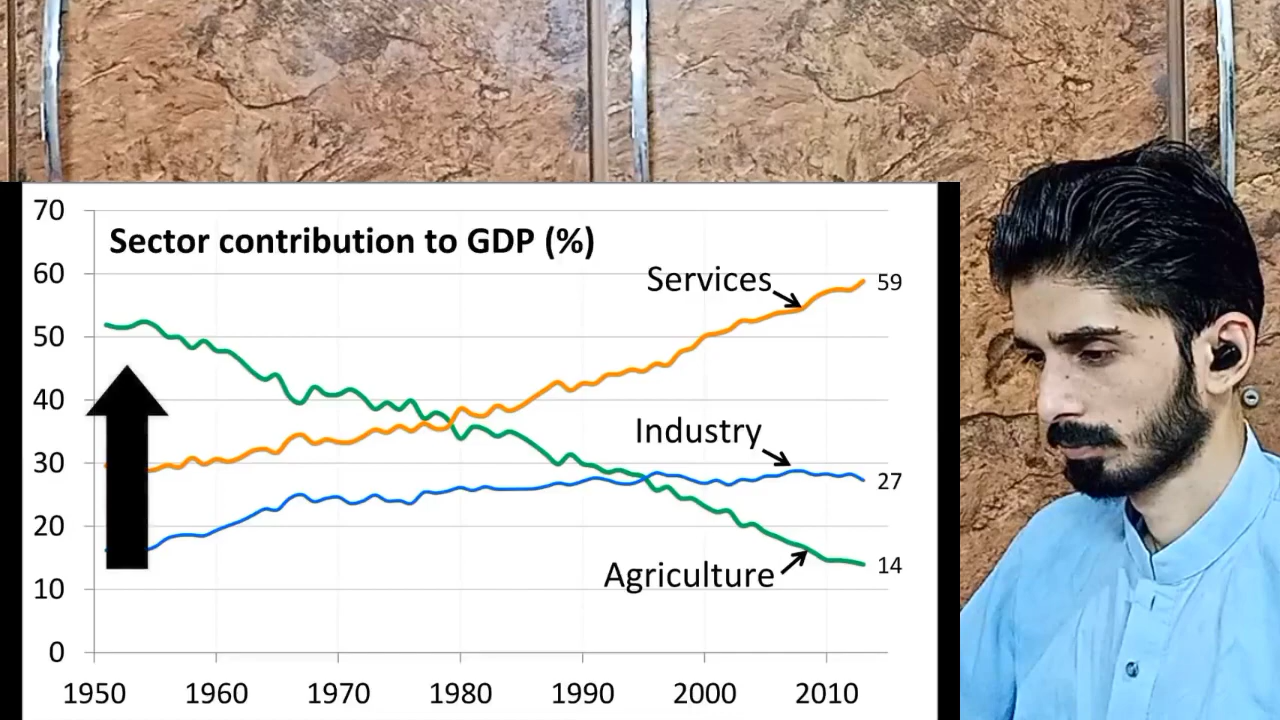 Sector contribution to GDP (%)
70
60
50
40
30
20
10
0
Services
59
Industry
27
Agriculture
14
1950 1960 1970 1980 1990 2000 2010